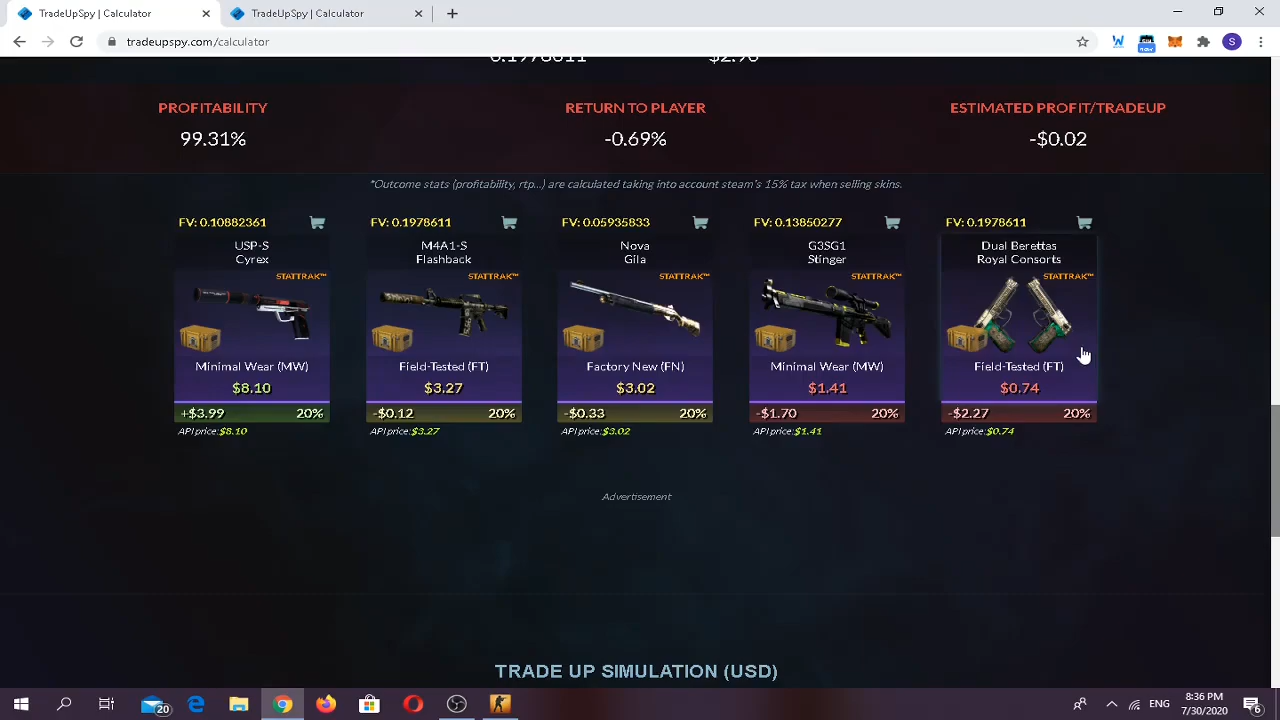 TradeUpSpy | Calculator
TradeUpSpy | Calculator
tradeupspy.com/calculator
S
0.1978611 $2.98
PROFITABILITY RETURN TO PLAYER ESTIMATED PROFIT/TRADEUP
99.31% -0.69% -$0.02
*Outcome stats (profitability, rtp...) are calculated taking into account steam's 15% tax when selling skins.
FV: 0.10882361
USP-S
Cyrex
STATTRAK™
Minimal Wear (MW)
$8.10
+$3.99 20%
API price:$8.10
FV: 0.1978611
M4A1-S
Flashback
STATTRAK™
Field-Tested (FT)
$3.27
-$0.12 20%
API price:$3.27
FV: 0.05935833
Nova
Gila
STATTRAK™
Factory New (FN)
$3.02
-$0.33 20%
API price:$3.02
FV: 0.13850277
G3SG1
Stinger
STATTRAK™
Minimal Wear (MW)
$1.41
-$1.70 20%
API price:$1.41
FV: 0.1978611
Dual Berettas
Royal Consorts
STATTRAK™
Field-Tested (FT)
$0.74
-$2.27 20%
API price:$0.74
Advertisement
TRADE UP SIMULATION (USD)
20
ENG
8:36 PM
7/30/2020
6